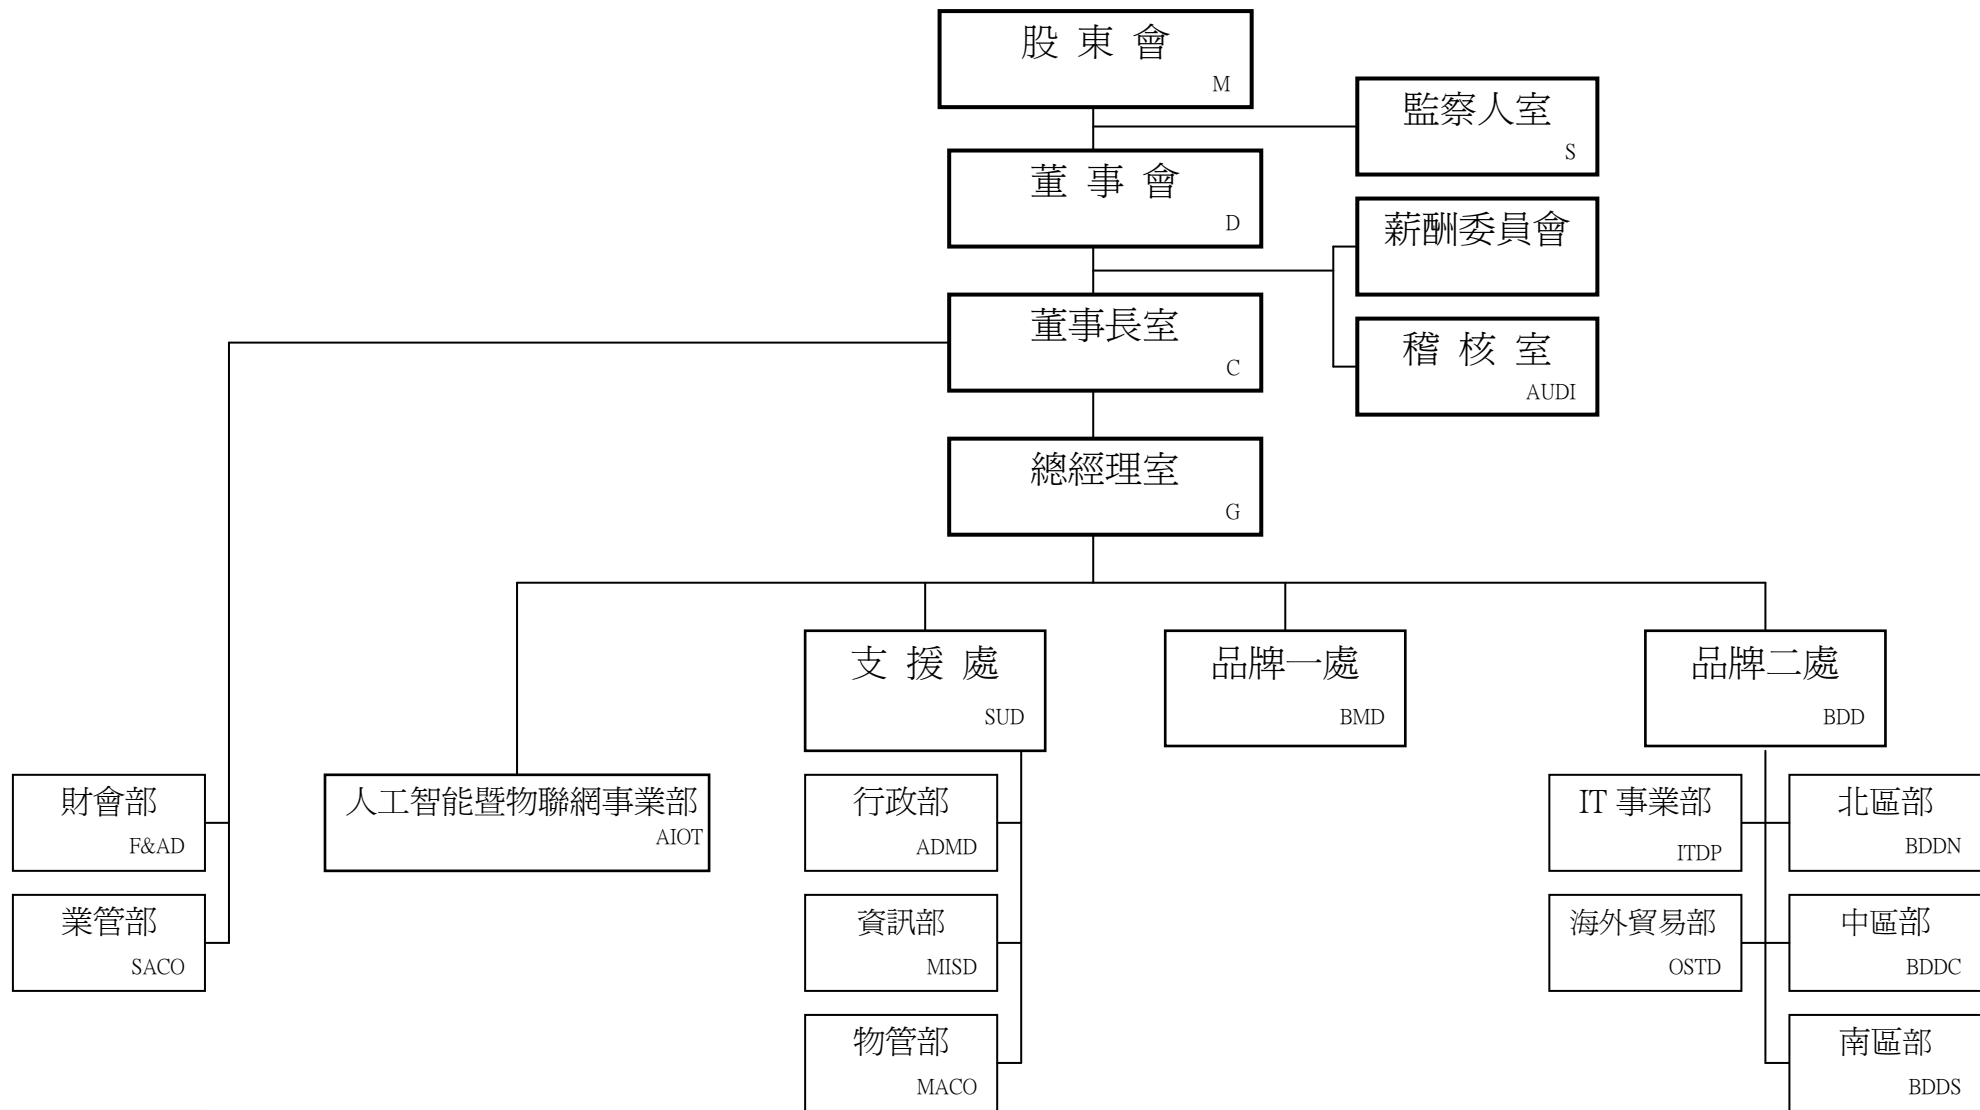 股東會
M
監察人室
S
董事會
D
薪酬委員會
董事長室
C
稽核室
AUDI
總經理室
G
支援處
SUD
品牌一處
BMD
品牌二處
BDD
財會部
F&AD
人工智能暨物聯網事業部
AIOT
行政部
ADMD
IT 事業部
ITDP
北區部
BDDN
業管部
SACO
資訊部
MISD
海外貿易部
OSTD
中區部
BDDC
物管部
MACO
南區部
BDDS